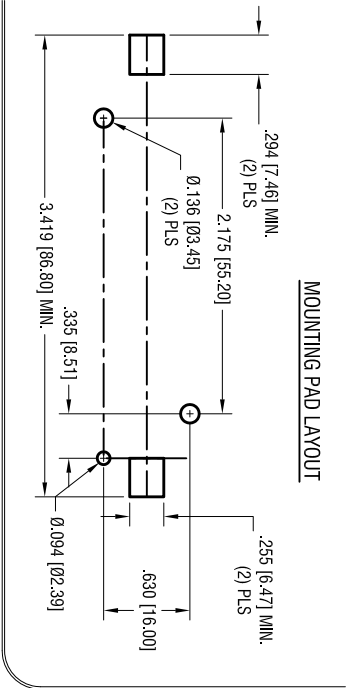 MOUNTING PAD LAYOUT
.294 [7.46] MIN.
(2) PLS
2.175 [55.20]
Ø.136 [Ø3.45]
(2) PLS
3.419 [86.80] MIN.
.335 [8.51]
.255 [6.47] MIN.
(2) PLS
.630 [16.00]
Ø.094 [Ø2.39]